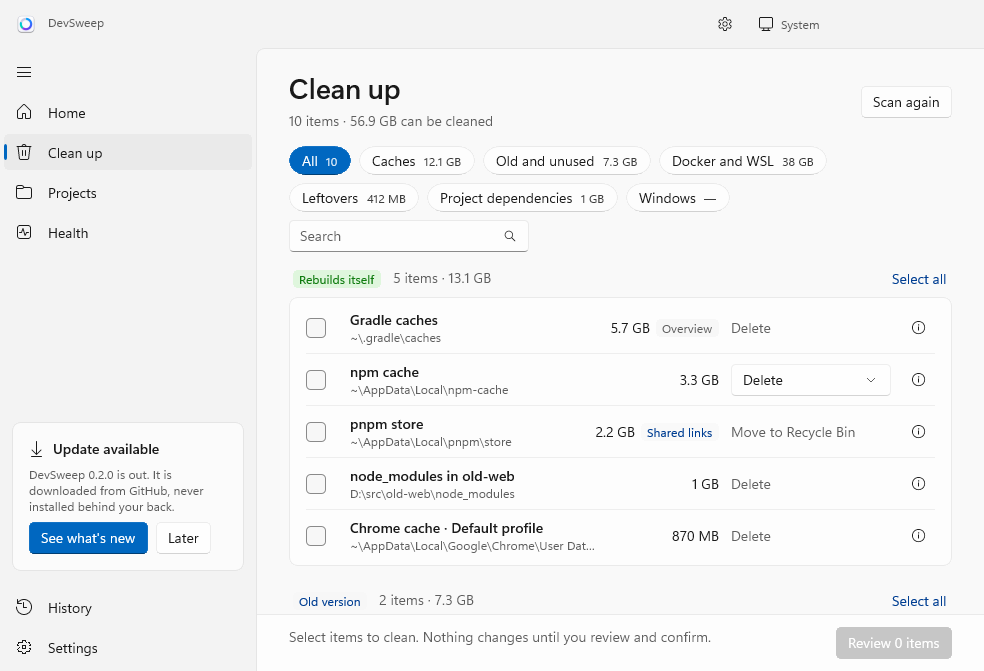 DevSweep
System
Home
Clean up
Projects
Health
Update available
DevSweep 0.2.0 is out. It is
downloaded from GitHub, never
installed behind your back.
See what's new
Later
History
Settings
Clean up
10 items · 56.9 GB can be cleaned
Scan again
All 10
Caches 12.1 GB
Old and unused 7.3 GB
Docker and WSL 38 GB
Leftovers 412 MB
Project dependencies 1 GB
Windows —
Search
Rebuilds itself 5 items · 13.1 GB Select all
Gradle caches
~\.gradle\caches
5.7 GB Overview Delete
npm cache
~\AppData\Local\npm-cache
3.3 GB Delete
pnpm store
~\AppData\Local\pnpm\store
2.2 GB Shared links Move to Recycle Bin
node_modules in old-web
D:\src\old-web\node_modules
1 GB Delete
Chrome cache · Default profile
~\AppData\Local\Google\Chrome\User Dat...
870 MB Delete
Old version 2 items · 7.3 GB Select all
Select items to clean. Nothing changes until you review and confirm.
Review 0 items